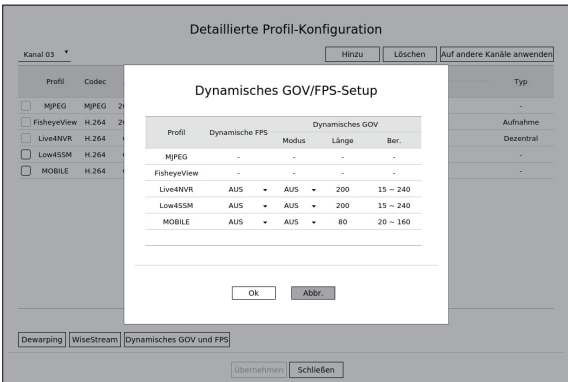 Detaillierte Profil-Konfiguration
Kanal 03
Hinzu Löschen Auf andere Kanäle anwenden
Profil Codec Typ
MJPEG MJPEG 20 -
FisheyeView H.264 20 Aufnahme
Live4NVR H.264 Dezentral
Low4SSM H.264 -
MOBILE H.264 -
Dynamisches GOV/FPS-Setup
Profil Dynamische FPS Dynamisches GOV
Modus Länge Ber.
MJPEG - - - -
FisheyeView - - - -
Live4NVR AUS AUS 200 15 ~ 240
Low4SSM AUS AUS 200 15 ~ 240
MOBILE AUS AUS 80 20 ~ 160
Ok Abbr.
Dewarping WiseStream Dynamisches GOV und FPS
Übernehmen Schließen